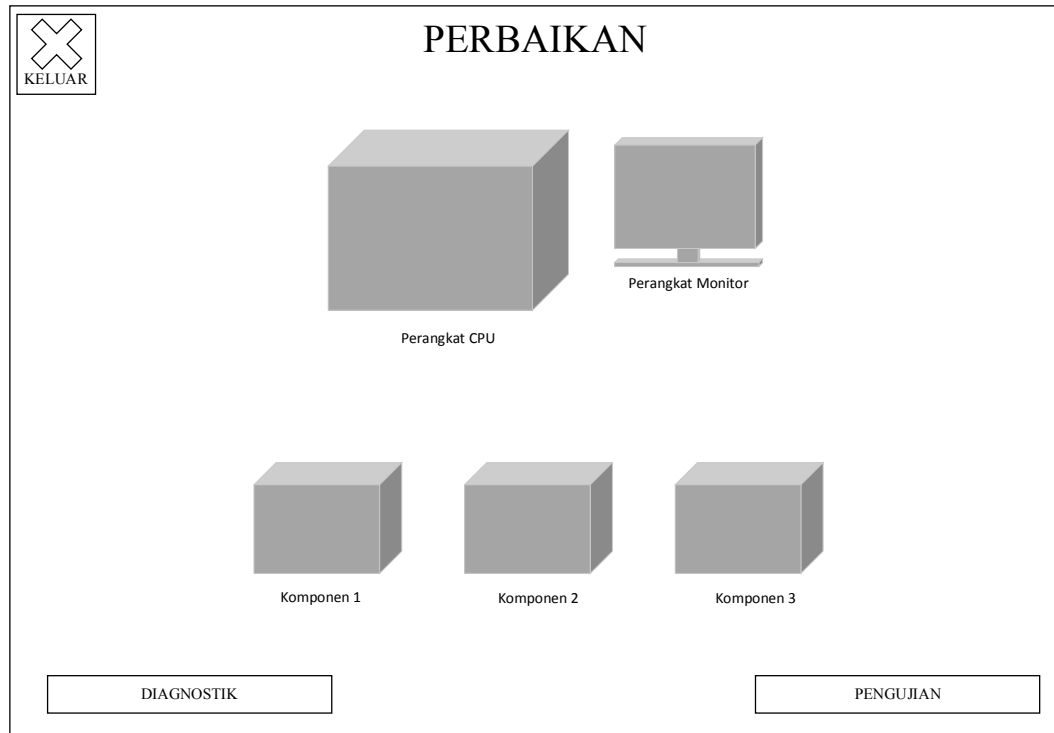 PERBAIKAN
KELUAR
Perangkat Monitor
Perangkat CPU
Komponen 1
Komponen 2
Komponen 3
DIAGNOSTIK
PENGUJIAN